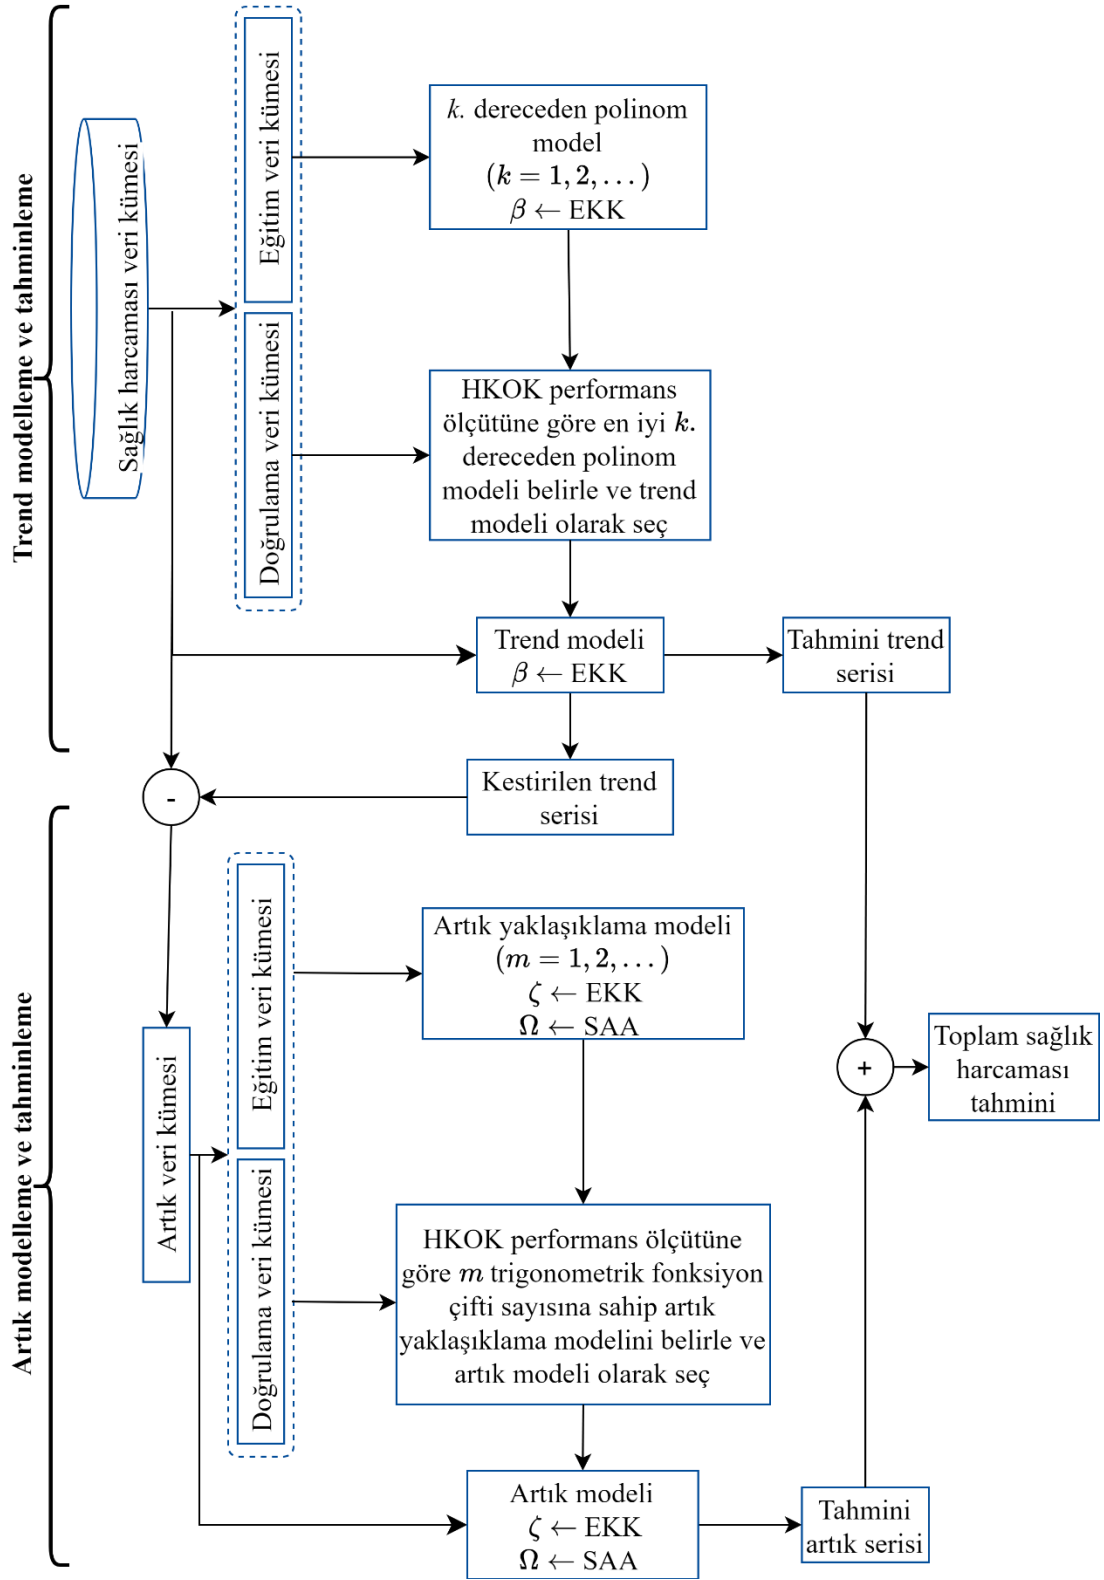 Trend modelleme ve tahminleme
Sağlık harcaması veri kümesi
Eğitim veri kümesi
Doğrulama veri kümesi
k. dereceden polinom
model
(k = 1, 2, . . . )
β ← EKK
HKOK performans
ölçütüne göre en iyi k.
dereceden polinom
modeli belirle ve trend
modeli olarak seç
Trend modeli
β ← EKK
Tahmini trend
serisi
Kestirilen trend
serisi
-
Artık modelleme ve tahminleme
Artık veri kümesi
Eğitim veri kümesi
Doğrulama veri kümesi
Artık yaklaşıklama modeli
(m = 1, 2, . . . )
ζ ← EKK
Ω ← SAA
+
Toplam sağlık
harcaması
tahmini
HKOK performans ölçütüne
göre m trigonometrik fonksiyon
çifti sayısına sahip artık
yaklaşıklama modelini belirle ve
artık modeli olarak seç
Artık modeli
ζ ← EKK
Ω ← SAA
Tahmini
artık serisi